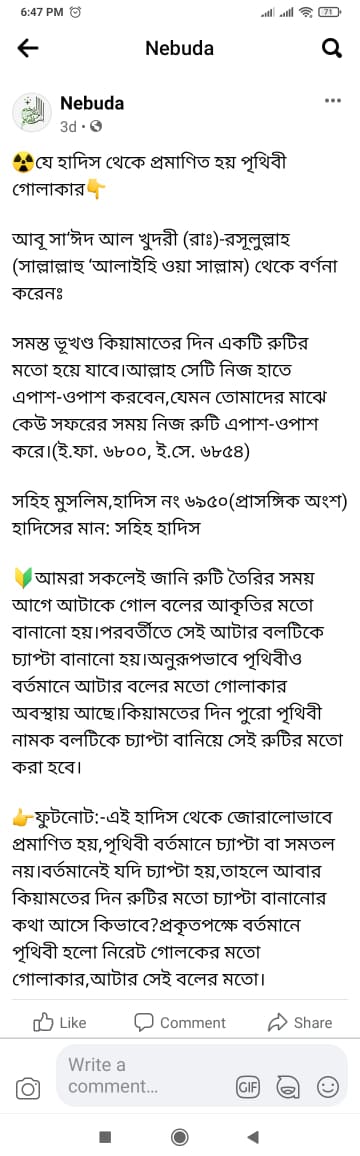 6:47 PM
71
Nebuda
Nebuda
3d
☢️যে হাদিস থেকে প্রমাণিত হয় পৃথিবী
গোলাকার👇
আবূ সা'ঈদ আল খুদরী (রাঃ)-রসূলুল্লাহ
(সাল্লাল্লাহু 'আলাইহি ওয়া সাল্লাম) থেকে বর্ণনা
করেনঃ
সমস্ত ভূখণ্ড কিয়ামাতের দিন একটি রুটির
মতো হয়ে যাবে।আল্লাহ সেটি নিজ হাতে
এপাশ-ওপাশ করবেন,যেমন তোমাদের মাঝে
কেউ সফরের সময় নিজ রুটি এপাশ-ওপাশ
করে।(ই.ফা. ৬৮০০, ই.সে. ৬৮৫৪)
সহিহ মুসলিম,হাদিস নং ৬৯৫০(প্রাসঙ্গিক অংশ)
হাদিসের মান: সহিহ হাদিস
🔰আমরা সকলেই জানি রুটি তৈরির সময়
আগে আটাকে গোল বলের আকৃতির মতো
বানানো হয়।পরবর্তীতে সেই আটার বলটিকে
চ্যাপ্টা বানানো হয়।অনুরূপভাবে পৃথিবীও
বর্তমানে আটার বলের মতো গোলাকার
অবস্থায় আছে।কিয়ামতের দিন পুরো পৃথিবী
নামক বলটিকে চ্যাপ্টা বানিয়ে সেই রুটির মতো
করা হবে।
👉ফুটনোট:-এই হাদিস থেকে জোরালোভাবে
প্রমাণিত হয়,পৃথিবী বর্তমানে চ্যাপ্টা বা সমতল
নয়।বর্তমানেই যদি চ্যাপ্টা হয়,তাহলে আবার
কিয়ামতের দিন রুটির মতো চ্যাপ্টা বানানোর
কথা আসে কিভাবে?প্রকৃতপক্ষে বর্তমানে
পৃথিবী হলো নিরেট গোলকের মতো
গোলাকার,আটার সেই বলের মতো।
Like Comment Share
Write a
comment...
GIF